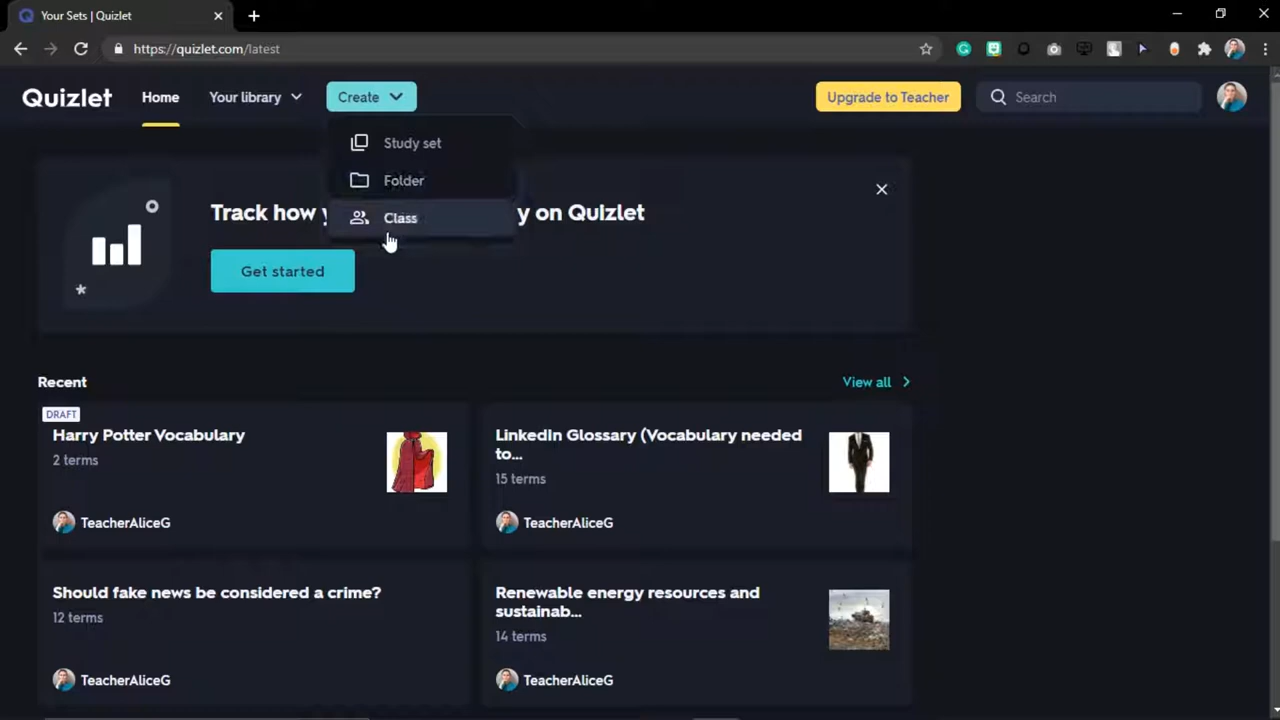 Your Sets | Quizlet
https://quizlet.com/latest
Quizlet
Home
Your library
Create
Upgrade to Teacher
Search
Study set
Folder
Class
Track how y
y on Quizlet
Get started
Recent
View all
DRAFT
Harry Potter Vocabulary
2 terms
TeacherAliceG
LinkedIn Glossary (Vocabulary needed
to...
15 terms
TeacherAliceG
Should fake news be considered a crime?
12 terms
TeacherAliceG
Renewable energy resources and
sustainab...
14 terms
TeacherAliceG